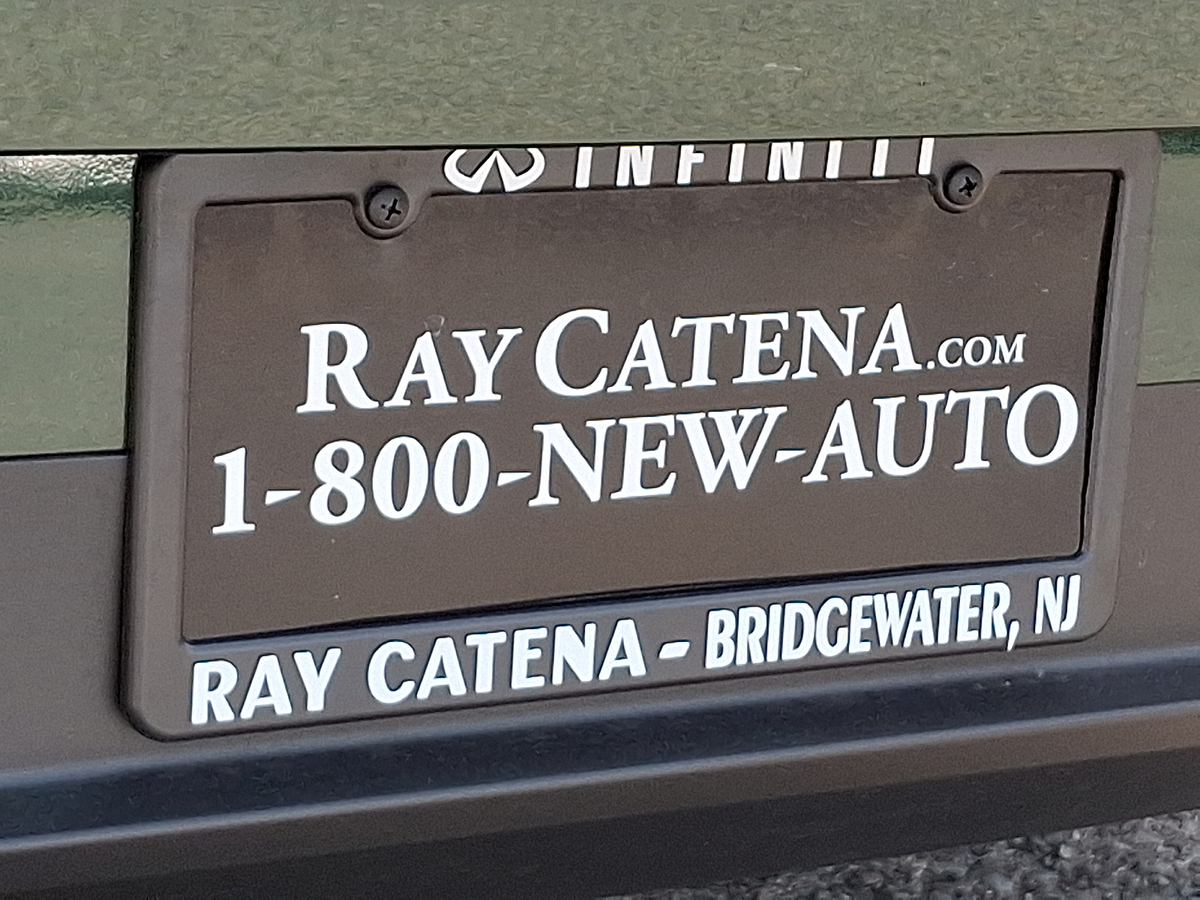 INFINITI
RAY CATENA.COM
1-800-NEW-AUTO
RAY CATENA - BRIDGEWATER, NJ